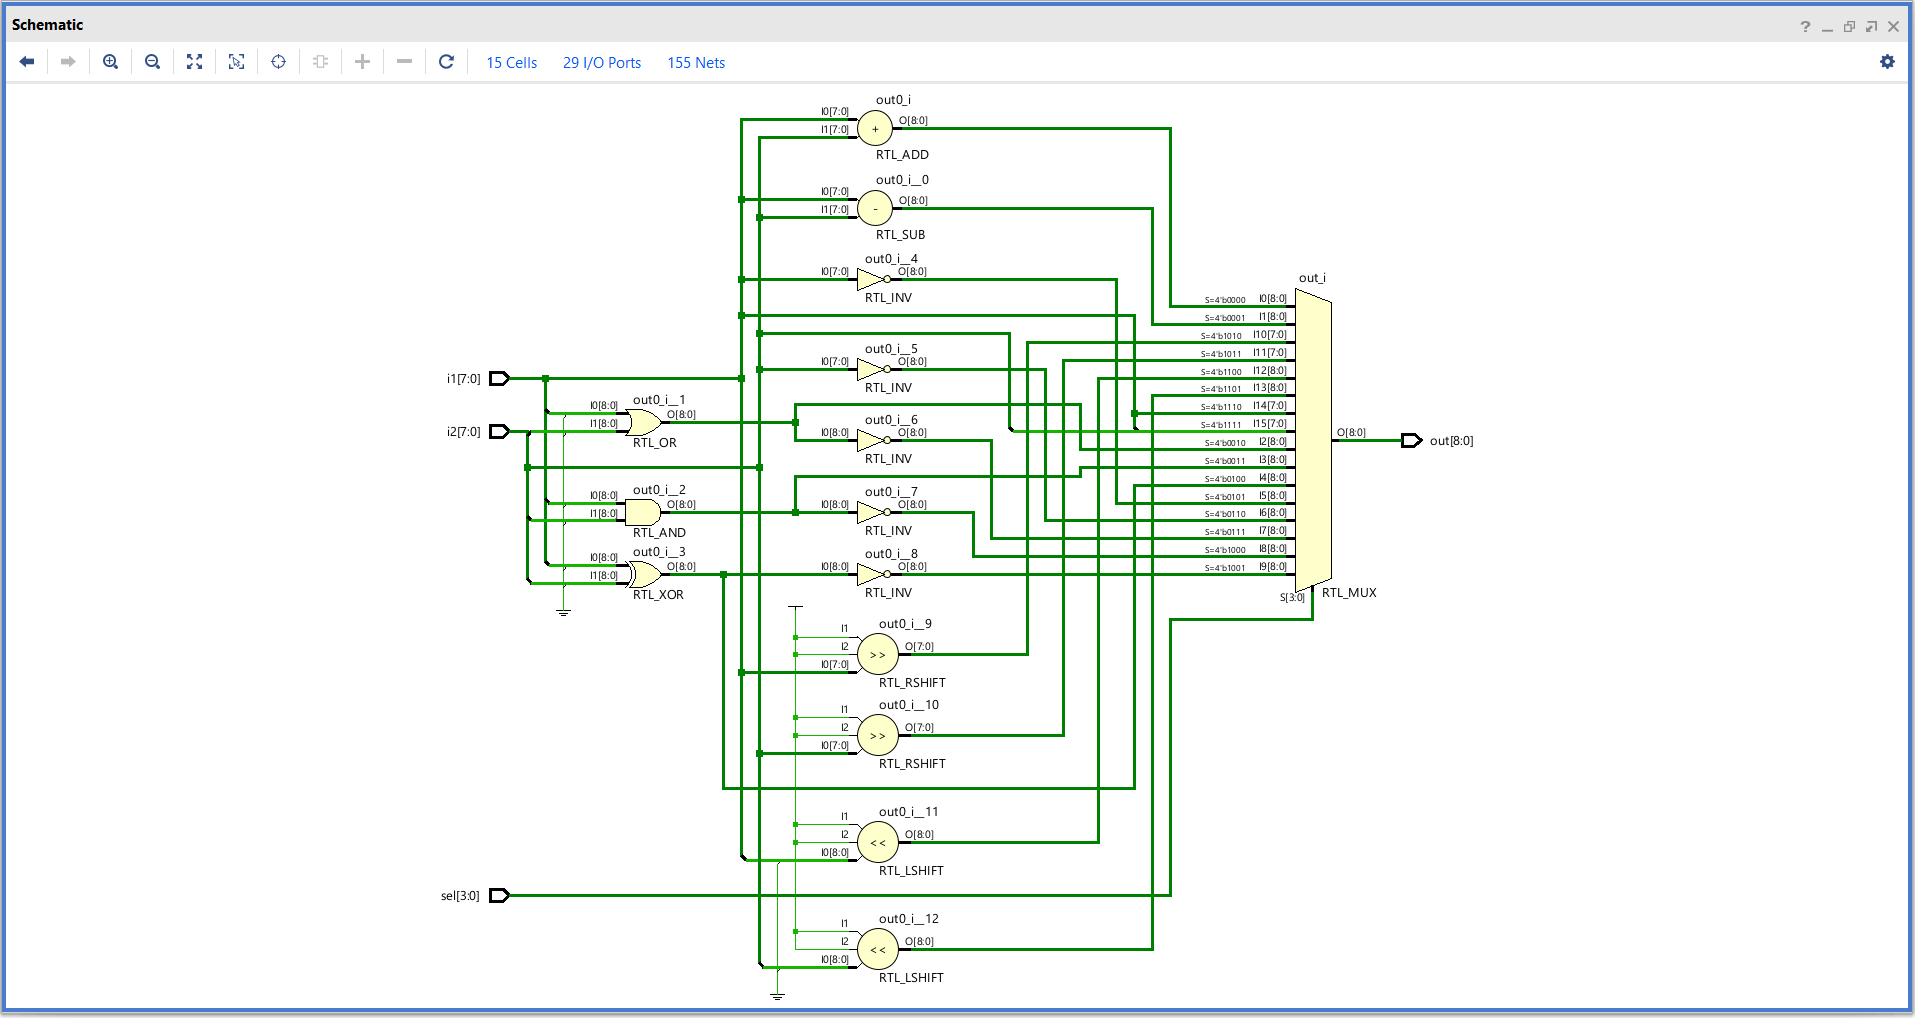 Schematic
15 Cells 29 I/O Ports 155 Nets
out0_i
I0[7:0]
I1[7:0]
+
O[8:0]
RTL_ADD
out0_i__0
I0[7:0]
I1[7:0]
-
O[8:0]
RTL_SUB
out0_i__4
I0[7:0]
O[8:0]
RTL_INV
out0_i__5
I0[7:0]
O[8:0]
RTL_INV
i1[7:0]
i2[7:0]
out0_i__1
I0[8:0]
I1[8:0]
O[8:0]
RTL_OR
out0_i__6
I0[8:0]
O[8:0]
RTL_INV
out0_i__2
I0[8:0]
I1[8:0]
O[8:0]
RTL_AND
out0_i__7
I0[8:0]
O[8:0]
RTL_INV
out0_i__3
I0[8:0]
I1[8:0]
O[8:0]
RTL_XOR
out0_i__8
I0[8:0]
O[8:0]
RTL_INV
out0_i__9
I1
I2
I0[7:0]
>>
O[7:0]
RTL_RSHIFT
out0_i__10
I1
I2
I0[7:0]
>>
O[7:0]
RTL_RSHIFT
out0_i__11
I1
I2
I0[8:0]
<<
O[8:0]
RTL_LSHIFT
sel[3:0]
out0_i__12
I1
I2
I0[8:0]
<<
O[8:0]
RTL_LSHIFT
out_i
S=4'b0000 I0[8:0]
S=4'b0001 I1[8:0]
S=4'b1010 I10[7:0]
S=4'b1011 I11[7:0]
S=4'b1100 I12[8:0]
S=4'b1101 I13[8:0]
S=4'b1110 I14[7:0]
S=4'b1111 I15[7:0]
S=4'b0010 I2[8:0]
S=4'b0011 I3[8:0]
S=4'b0100 I4[8:0]
S=4'b0101 I5[8:0]
S=4'b0110 I6[8:0]
S=4'b0111 I7[8:0]
S=4'b1000 I8[8:0]
S=4'b1001 I9[8:0]
S[3:0]
RTL_MUX
O[8:0]
out[8:0]